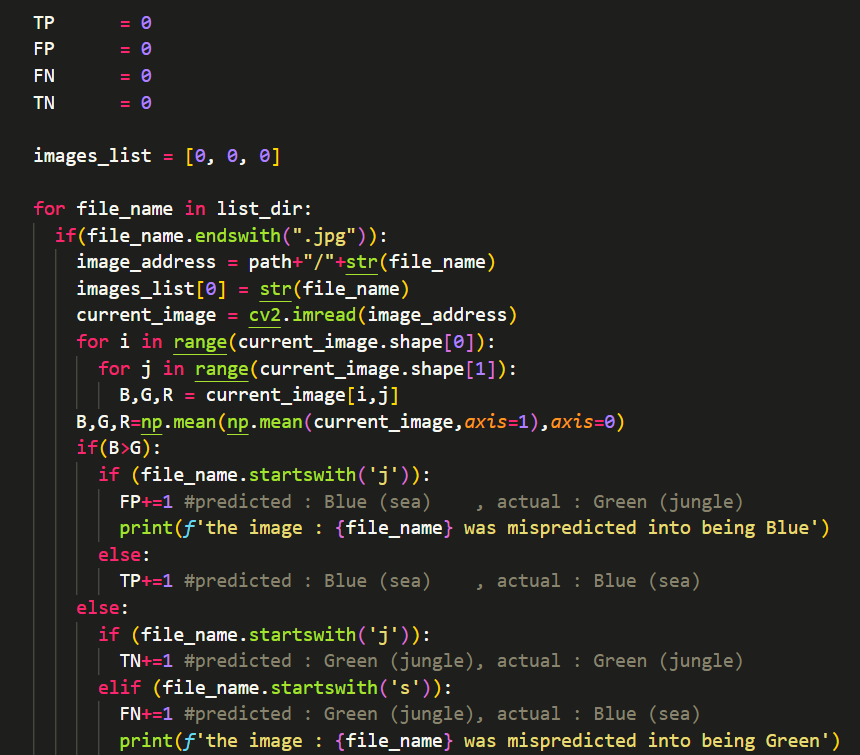 TP      = 0
FP      = 0
FN      = 0
TN      = 0
images_list = [0, 0, 0]
for file_name in list_dir:
  if(file_name.endswith(".jpg")):
    image_address = path+"/"+str(file_name)
    images_list[0] = str(file_name)
    current_image = cv2.imread(image_address)
    for i in range(current_image.shape[0]):
      for j in range(current_image.shape[1]):
        B,G,R = current_image[i,j]
    B,G,R=np.mean(np.mean(current_image,axis=1),axis=0)
    if(B>G):
      if (file_name.startswith('j')):
        FP+=1 #predicted : Blue (sea)    , actual : Green (jungle)
        print(f'the image : {file_name} was mispredicted into being Blue')
      else:
        TP+=1 #predicted : Blue (sea)    , actual : Blue (sea)
    else:
      if (file_name.startswith('j')):
        TN+=1 #predicted : Green (jungle), actual : Green (jungle)
      elif (file_name.startswith('s')):
        FN+=1 #predicted : Green (jungle), actual : Blue (sea)
        print(f'the image : {file_name} was mispredicted into being Green')